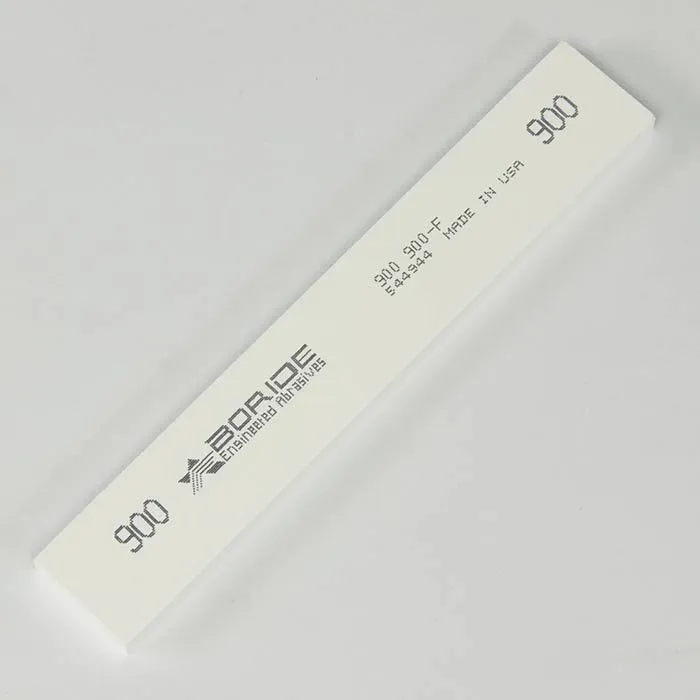 900
BORIDE
Engineered Abrasives
900 900-F
544944 MADE IN USA
900